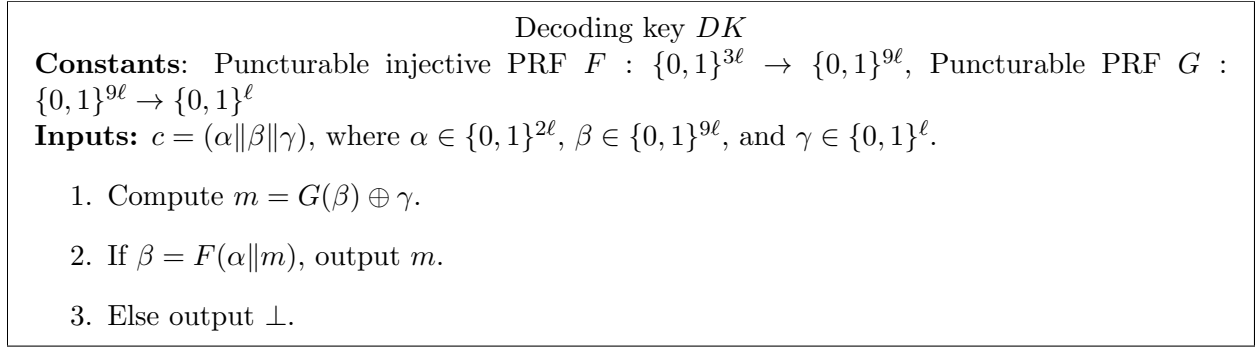 Decoding key DK
Constants: Puncturable injective PRF F : {0, 1}^{3ℓ} → {0, 1}^{9ℓ}, Puncturable PRF G :
{0, 1}^{9ℓ} → {0, 1}^ℓ
Inputs: c = (α∥β∥γ), where α ∈ {0, 1}^{2ℓ}, β ∈ {0, 1}^{9ℓ}, and γ ∈ {0, 1}^ℓ.
1. Compute m = G(β) ⊕ γ.
2. If β = F(α∥m), output m.
3. Else output ⊥.